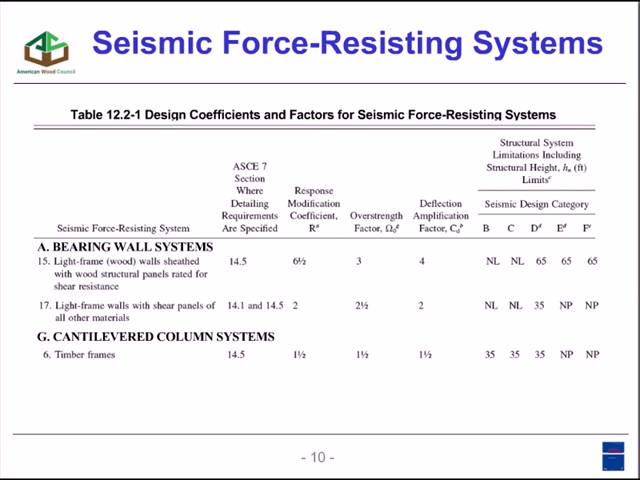 Seismic Force-Resisting Systems
American Wood Council
Table 12.2-1 Design Coefficients and Factors for Seismic Force-Resisting Systems
Structural System
Limitations Including
Structural Height, hn (ft)
Limitsc
ASCE 7
Section
Where
Detailing
Requirements
Are Specified
Response
Modification
Coefficient,
Ra
Overstrength
Factor, Ω0g
Deflection
Amplification
Factor, Cdb
Seismic Design Category
Seismic Force-Resisting System
B C Dd Ed Fe
A. BEARING WALL SYSTEMS
15. Light-frame (wood) walls sheathed 14.5 6½ 3 4 NL NL 65 65 65
with wood structural panels rated for
shear resistance
17. Light-frame walls with shear panels of 14.1 and 14.5 2 2½ 2 NL NL 35 NP NP
all other materials
G. CANTILEVERED COLUMN SYSTEMS
6. Timber frames 14.5 1½ 1½ 1½ 35 35 35 NP NP
- 10 -